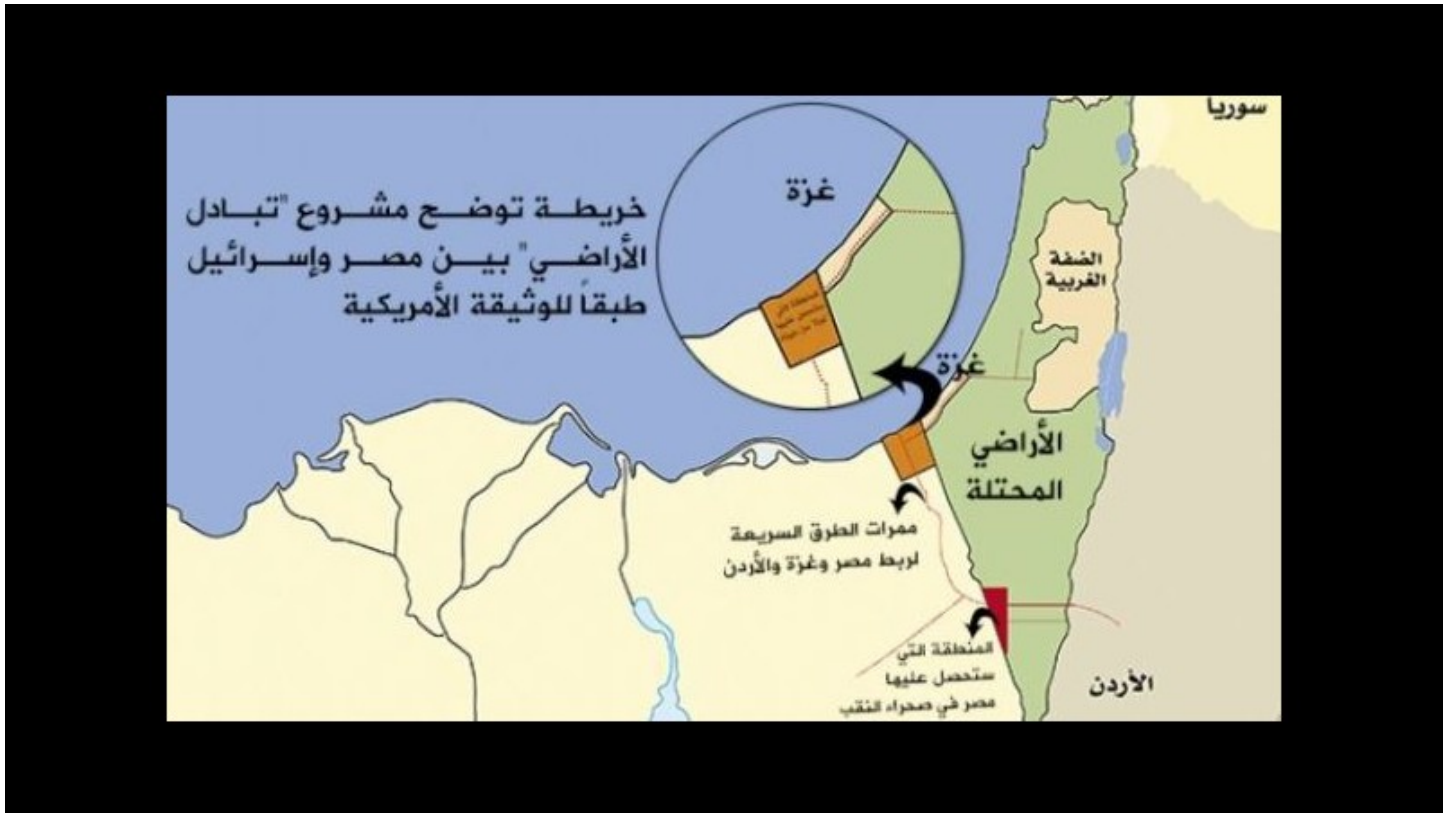 سوريا
خريطة توضح مشروع "تبادل
الأراضي" بين مصر وإسرائيل
طبقاً للوثيقة الأمريكية
غزة
الضفة
الغربية
غزة
الأراضي
المحتلة
ممرات الطرق السريعة
لربط مصر وغزة والأردن
المنطقة التي
ستحصل عليها
مصر في صحراء النقب
الأردن